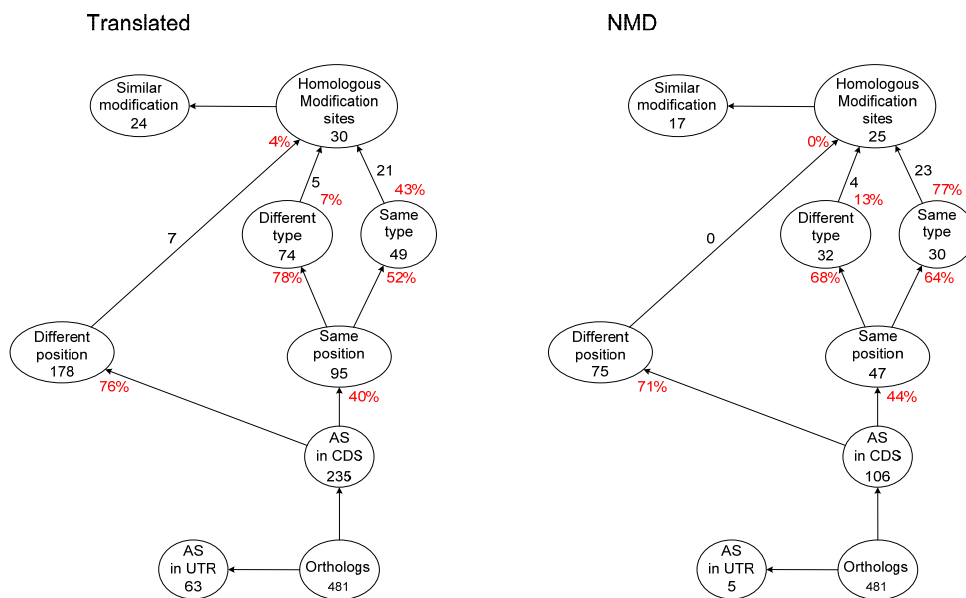 Translated
Similar
modification
24
Homologous
Modification
sites
30
4%
5
7%
21
43%
7
Different
type
74
78%
Same
type
49
52%
Different
position
178
76%
Same
position
95
40%
AS
in CDS
235
AS
in UTR
63
Orthologs
481
NMD
Similar
modification
17
Homologous
Modification
sites
25
0%
4
13%
23
77%
0
Different
type
32
68%
Same
type
30
64%
Different
position
75
71%
Same
position
47
44%
AS
in CDS
106
AS
in UTR
5
Orthologs
481